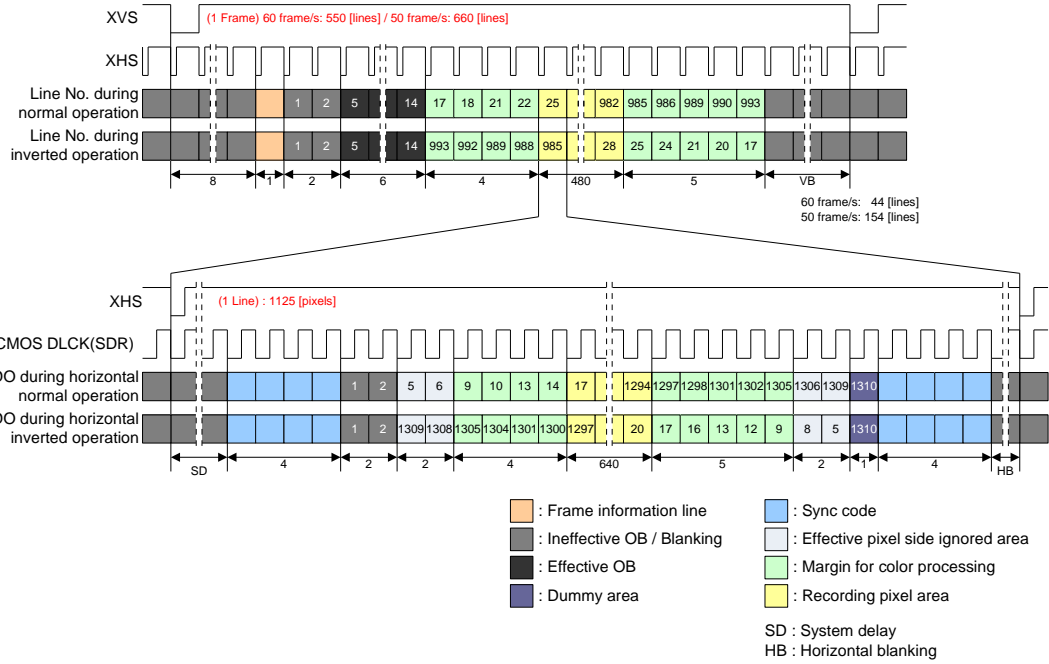 XVS
(1 Frame) 60 frame/s: 550 [lines] / 50 frame/s: 660 [lines]
XHS
Line No. during normal operation
1 2 5 14 17 18 21 22 25 982 985 986 989 990 993
Line No. during inverted operation
1 2 5 14 993 992 989 988 985 28 25 24 21 20 17
8 1 2 6 4 480 5 VB
60 frame/s: 44 [lines]
50 frame/s: 154 [lines]
XHS
(1 Line) : 1125 [pixels]
CMOS DLCK(SDR)
DO during horizontal normal operation
1 2 5 6 9 10 13 14 17 1294 1297 1298 1301 1302 1305 1306 1309 1310
DO during horizontal inverted operation
1 2 1309 1308 1305 1304 1301 1300 1297 20 17 16 13 12 9 8 5 1310
SD 4 2 2 4 640 5 2 1 4 HB
: Frame information line
: Ineffective OB / Blanking
: Effective OB
: Dummy area
: Sync code
: Effective pixel side ignored area
: Margin for color processing
: Recording pixel area
SD : System delay
HB : Horizontal blanking